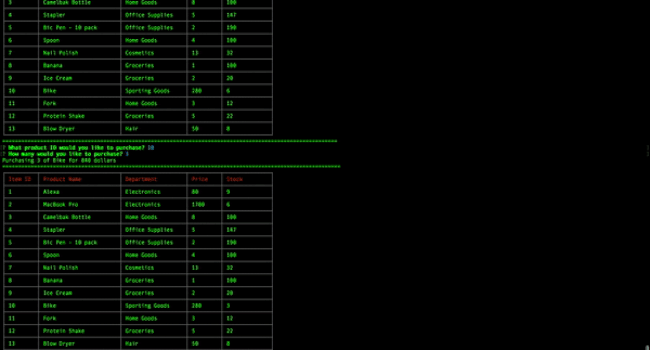 3 Camelbak Bottle Home Goods 8 100
4 Stapler Office Supplies 5 147
5 Bic Pen - 10 pack Office Supplies 2 190
6 Spoon Home Goods 4 100
7 Nail Polish Cosmetics 13 32
8 Banana Groceries 1 100
9 Ice Cream Groceries 2 20
10 Bike Sporting Goods 280 6
11 Fork Home Goods 3 12
12 Protein Shake Groceries 5 22
13 Blow Dryer Hair 50 8
? What product ID would you like to purchase? 10
? How many would you like to purchase? 3
Purchasing 3 of Bike for 840 dollars
Item ID Product Name Department Price Stock
1 Alexa Electronics 80 9
2 MacBook Pro Electronics 1700 6
3 Camelbak Bottle Home Goods 8 100
4 Stapler Office Supplies 5 147
5 Bic Pen - 10 pack Office Supplies 2 190
6 Spoon Home Goods 4 100
7 Nail Polish Cosmetics 13 32
8 Banana Groceries 1 100
9 Ice Cream Groceries 2 20
10 Bike Sporting Goods 280 3
11 Fork Home Goods 3 12
12 Protein Shake Groceries 5 22
13 Blow Dryer Hair 50 8